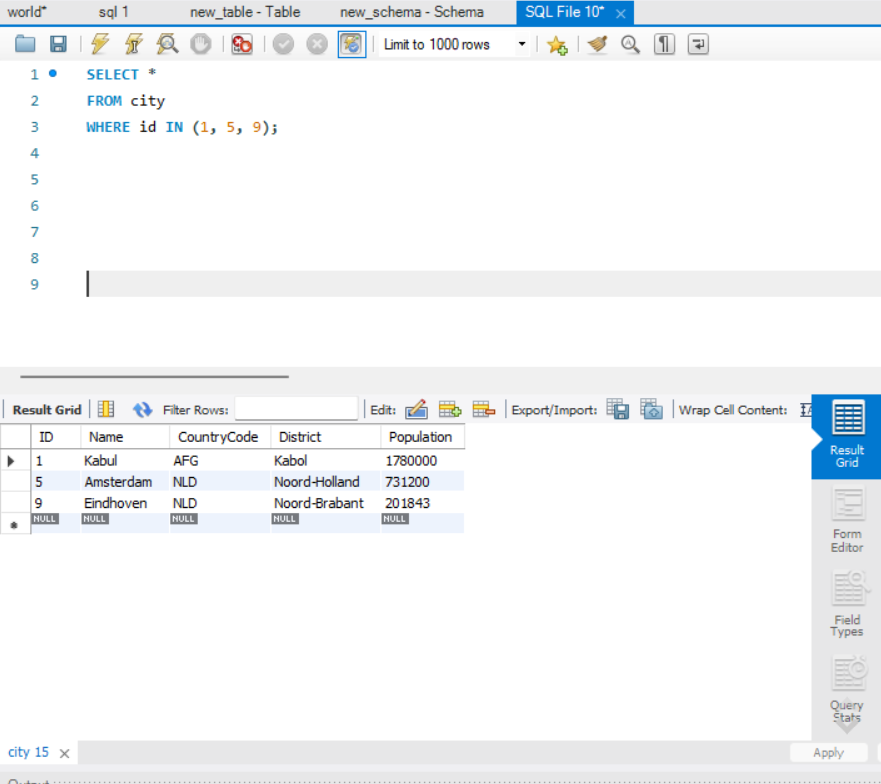 world* sql 1 new_table - Table new_schema - Schema SQL File 10* ×
Limit to 1000 rows
1 SELECT *
2 FROM city
3 WHERE id IN (1, 5, 9);
4
5
6
7
8
9
Result Grid Filter Rows: Edit: Export/Import: Wrap Cell Content:
ID Name CountryCode District Population
1 Kabul AFG Kabol 1780000
5 Amsterdam NLD Noord-Holland 731200
9 Eindhoven NLD Noord-Brabant 201843
NULL NULL NULL NULL NULL
Result
Grid
Form
Editor
Field
Types
Query
Stats
city 15 ×
Apply